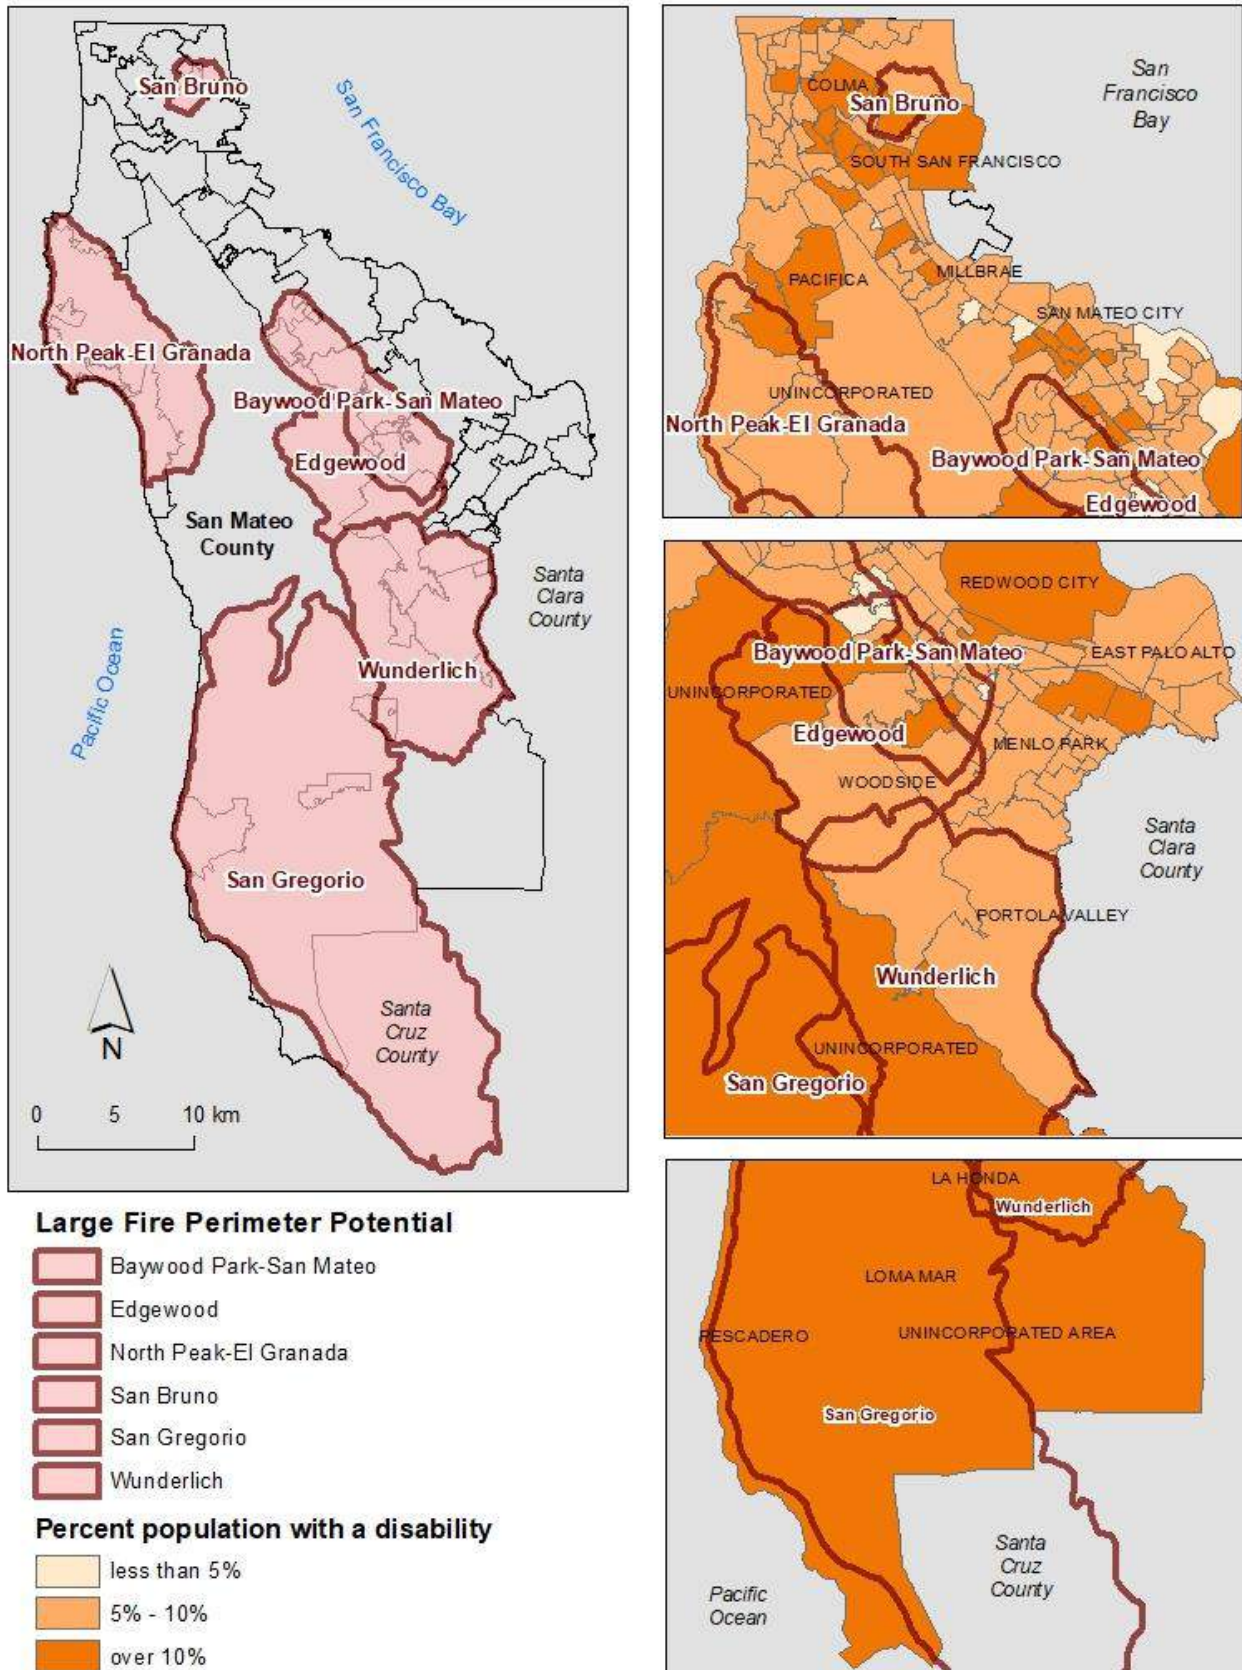 San Bruno
San Francisco Bay
North Peak-El Granada
Baywood Park-San Mateo
Edgewood
San Mateo
County
Santa
Clara
County
Pacific Ocean
Wunderlich
San Gregorio
Santa
Cruz
County
N
0 5 10 km
Large Fire Perimeter Potential
Baywood Park-San Mateo
Edgewood
North Peak-El Granada
San Bruno
San Gregorio
Wunderlich
Percent population with a disability
less than 5%
5% - 10%
over 10%
San
Francisco
Bay
COLMA
San Bruno
SOUTH SAN FRANCISCO
PACIFICA
MILLBRAE
SAN MATEO CITY
UNINCORPORATED
North Peak-El Granada
Baywood Park-San Mateo
Edgewood
REDWOOD CITY
Baywood Park-San Mateo
EAST PALO ALTO
UNINCORPORATED
Edgewood
MENLO PARK
WOODSIDE
Santa
Clara
County
PORTOLA VALLEY
Wunderlich
UNINCORPORATED
San Gregorio
LA HONDA
Wunderlich
LOMA MAR
PESCADERO
UNINCORPORATED AREA
San Gregorio
Santa
Cruz
County
Pacific
Ocean